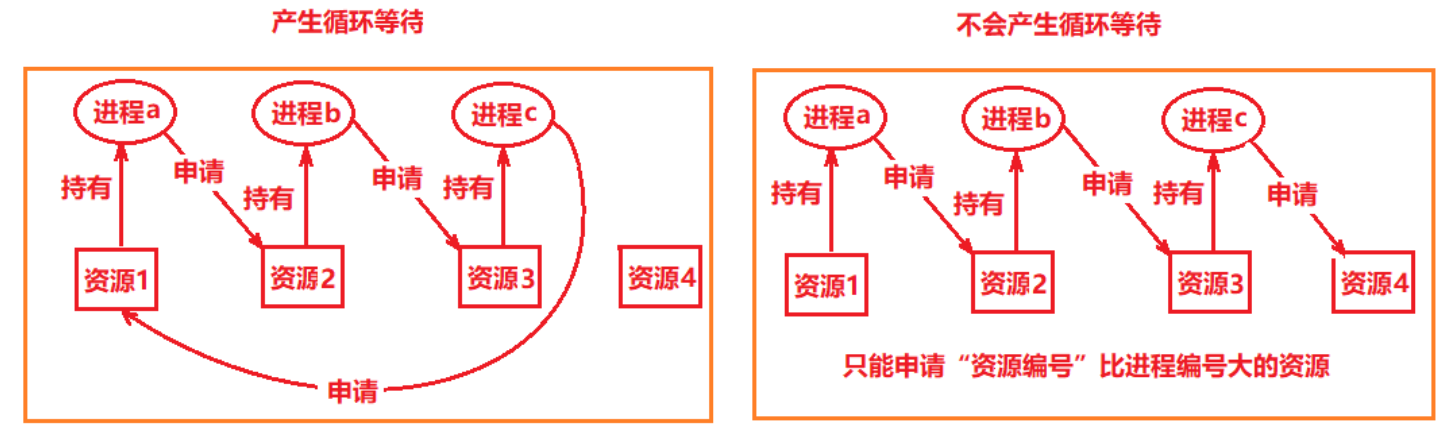 产生循环等待
进程a
进程b
进程c
申请
申请
持有
持有
持有
资源1
资源2
资源3
资源4
申请
不会产生循环等待
进程a
进程b
进程c
申请
申请
申请
持有
持有
持有
资源1
资源2
资源3
资源4
只能申请“资源编号”比进程编号大的资源